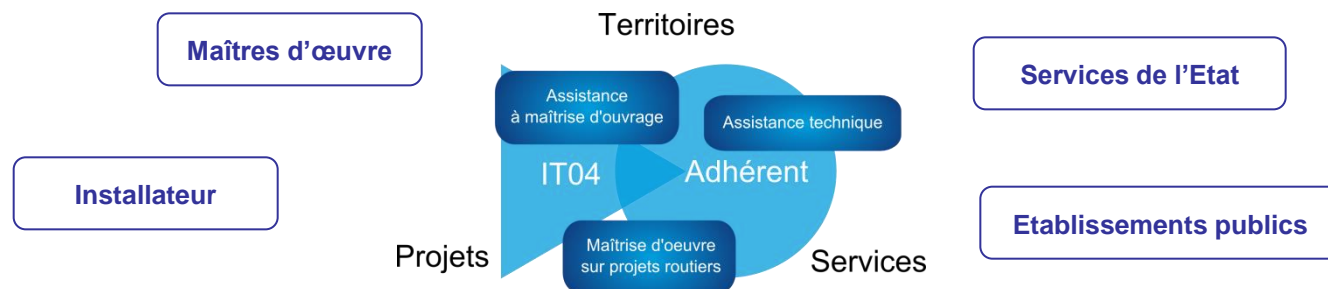 Territoires
Maîtres d’œuvre
Services de l’Etat
Assistance
à maîtrise d'ouvrage
Assistance technique
IT04
Adhérent
Installateur
Etablissements publics
Maîtrise d'oeuvre
sur projets routiers
Projets
Services